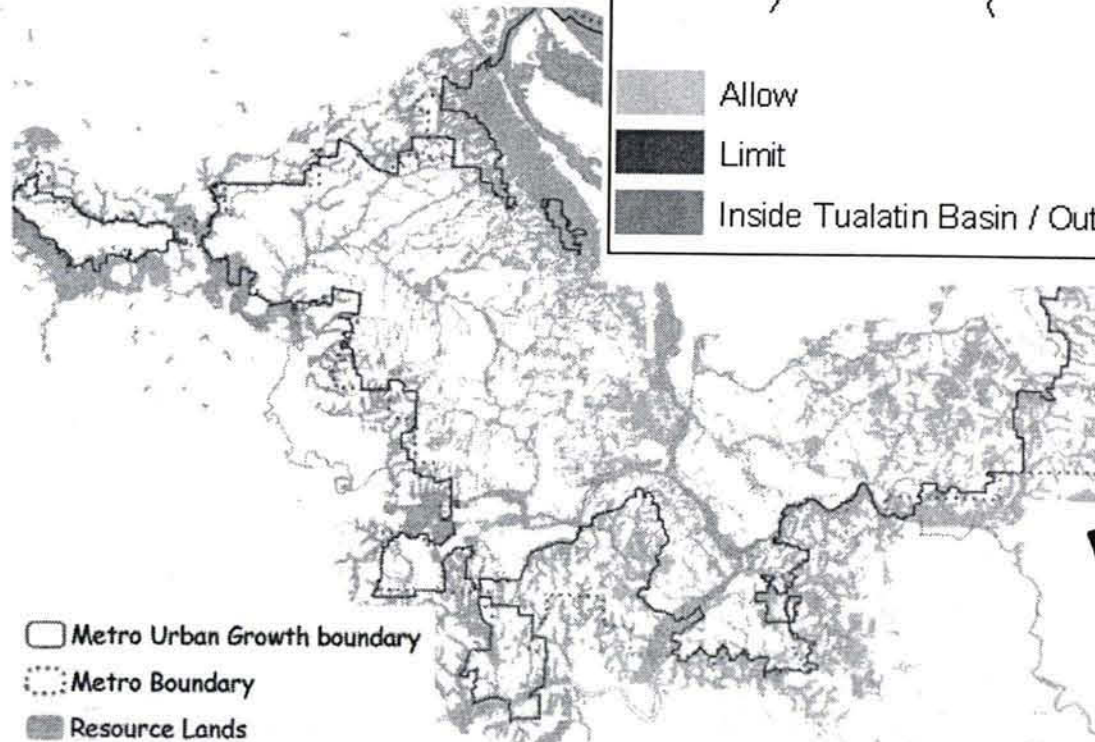 Allow
Limit
Inside Tualatin Basin / Out
Metro Urban Growth boundary
Metro Boundary
Resource Lands